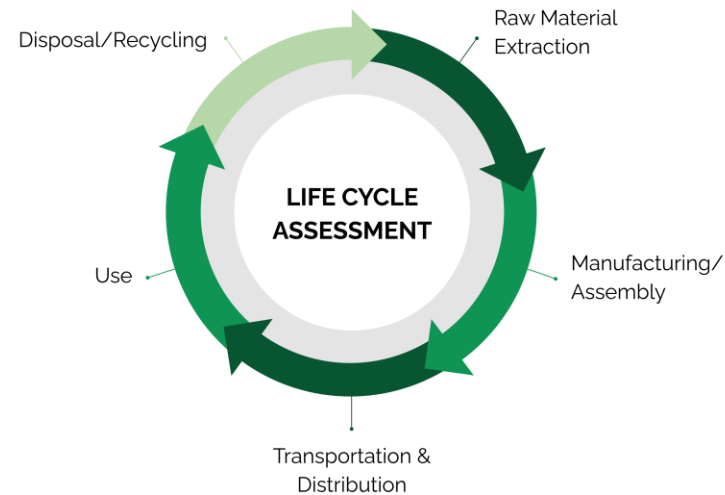 Disposal/Recycling
Raw Material
Extraction
LIFE CYCLE
ASSESSMENT
Manufacturing/
Assembly
Use
Transportation &
Distribution